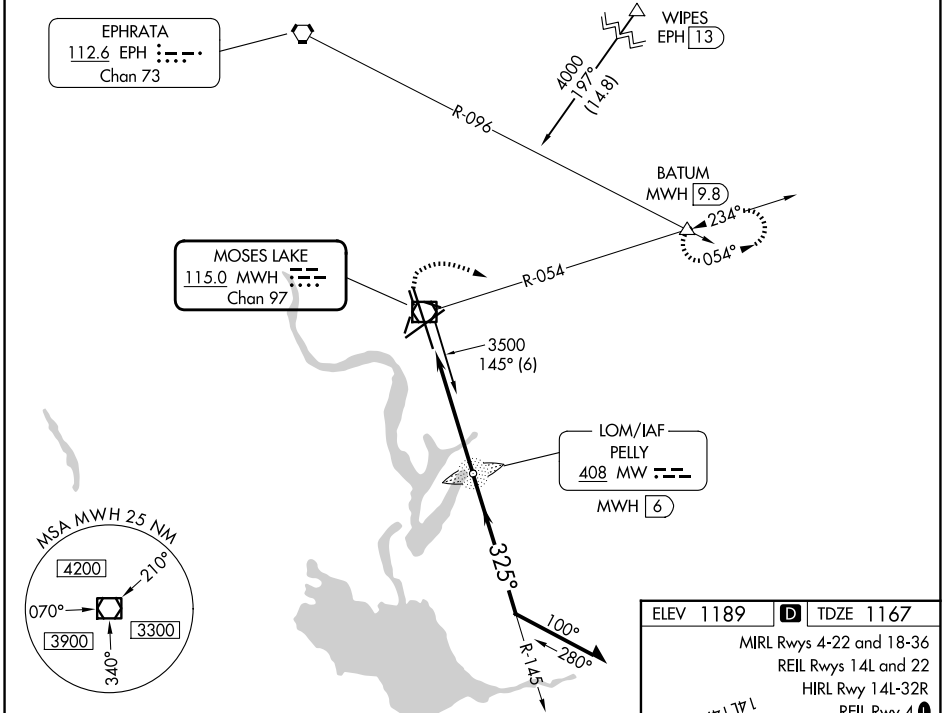 EPHRATA
112.6 EPH
Chan 73
WIPES
EPH 13
4000
197°
(14.8)
R-096
BATUM
MWH 9.8
234°
054°
MOSES LAKE
115.0 MWH
Chan 97
R-054
3500
145° (6)
LOM/IAF
PELLY
408 MW
MWH 6
325°
100°
280°
R-145
MSA MWH 25 NM
4200
210°
070°
3900
3300
340°
ELEV 1189 D TDZE 1167
MIRL Rwys 4-22 and 18-36
REIL Rwys 14L and 22
HIRL Rwy 14L-32R
REIL Rwy 4 L